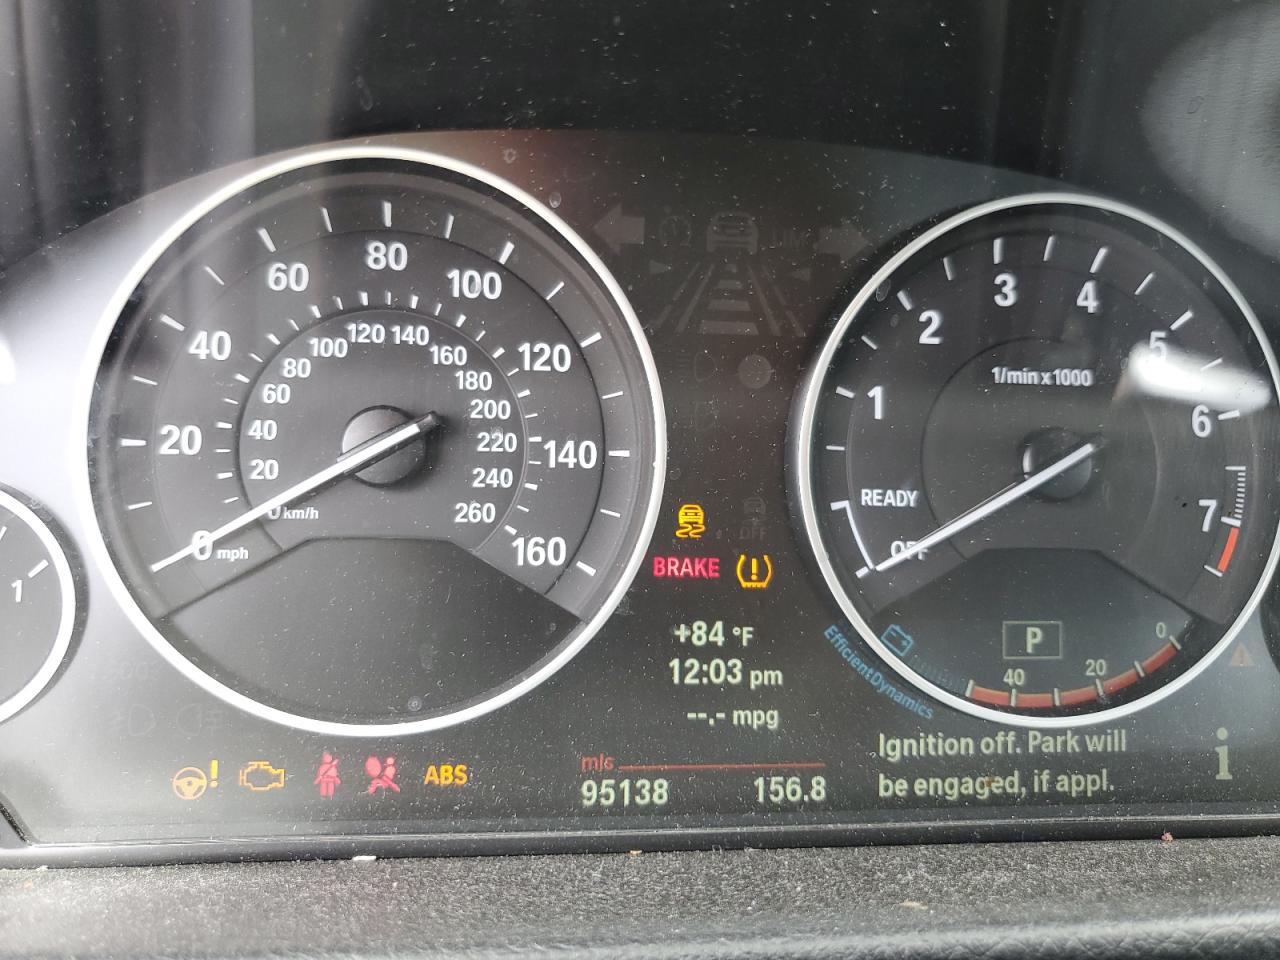 20
40
60
80
100
120
140
160
0 mph
20
40
60
80
100
120
140
160
180
200
220
240
260
0 km/h
1
BRAKE
OFF
+84 °F
12:03 pm
--.- mpg
mls
95138 156.8
ABS
1
2
3
4
5
6
7
1/min x 1000
READY
OFF
P
40
20
0
EfficientDynamics
Ignition off. Park will
be engaged, if appl.